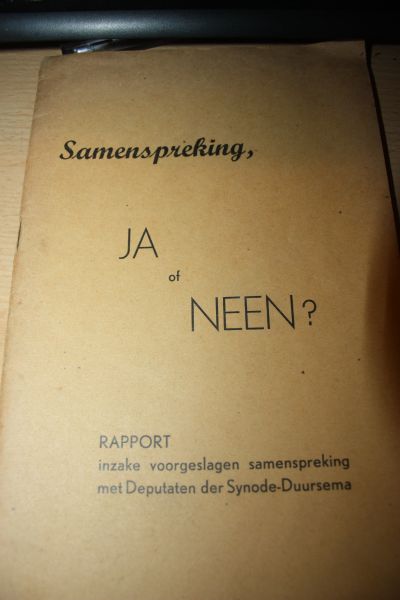 Samenspreking,
JA
of
NEEN?
RAPPORT
inzake voorgeslagen samenspreking
met Deputaten der Synode-Duursema